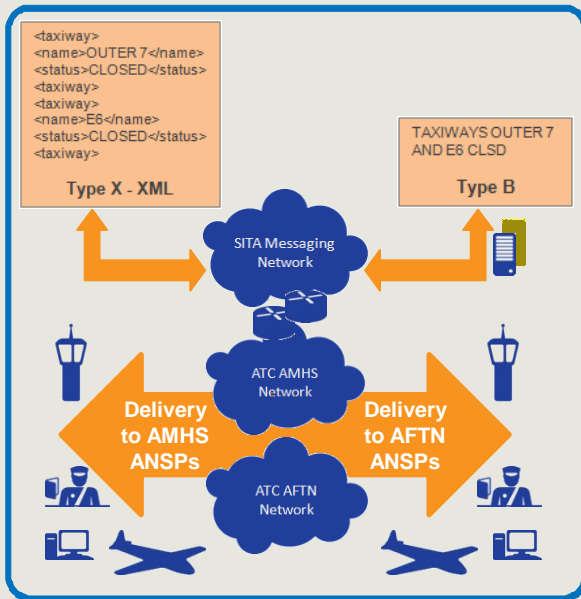 <taxiway>
<name>OUTER 7</name>
<status>CLOSED</status>
<taxiway>
<taxiway>
<name>E6</name>
<status>CLOSED</status>
<taxiway>
Type X - XML
TAXIWAYS OUTER 7
AND E6 CLSD
Type B
SITA Messaging
Network
ATC AMHS
Network
Delivery
to AMHS
ANSPs
Delivery
to AFTN
ANSPs
ATC AFTN
Network